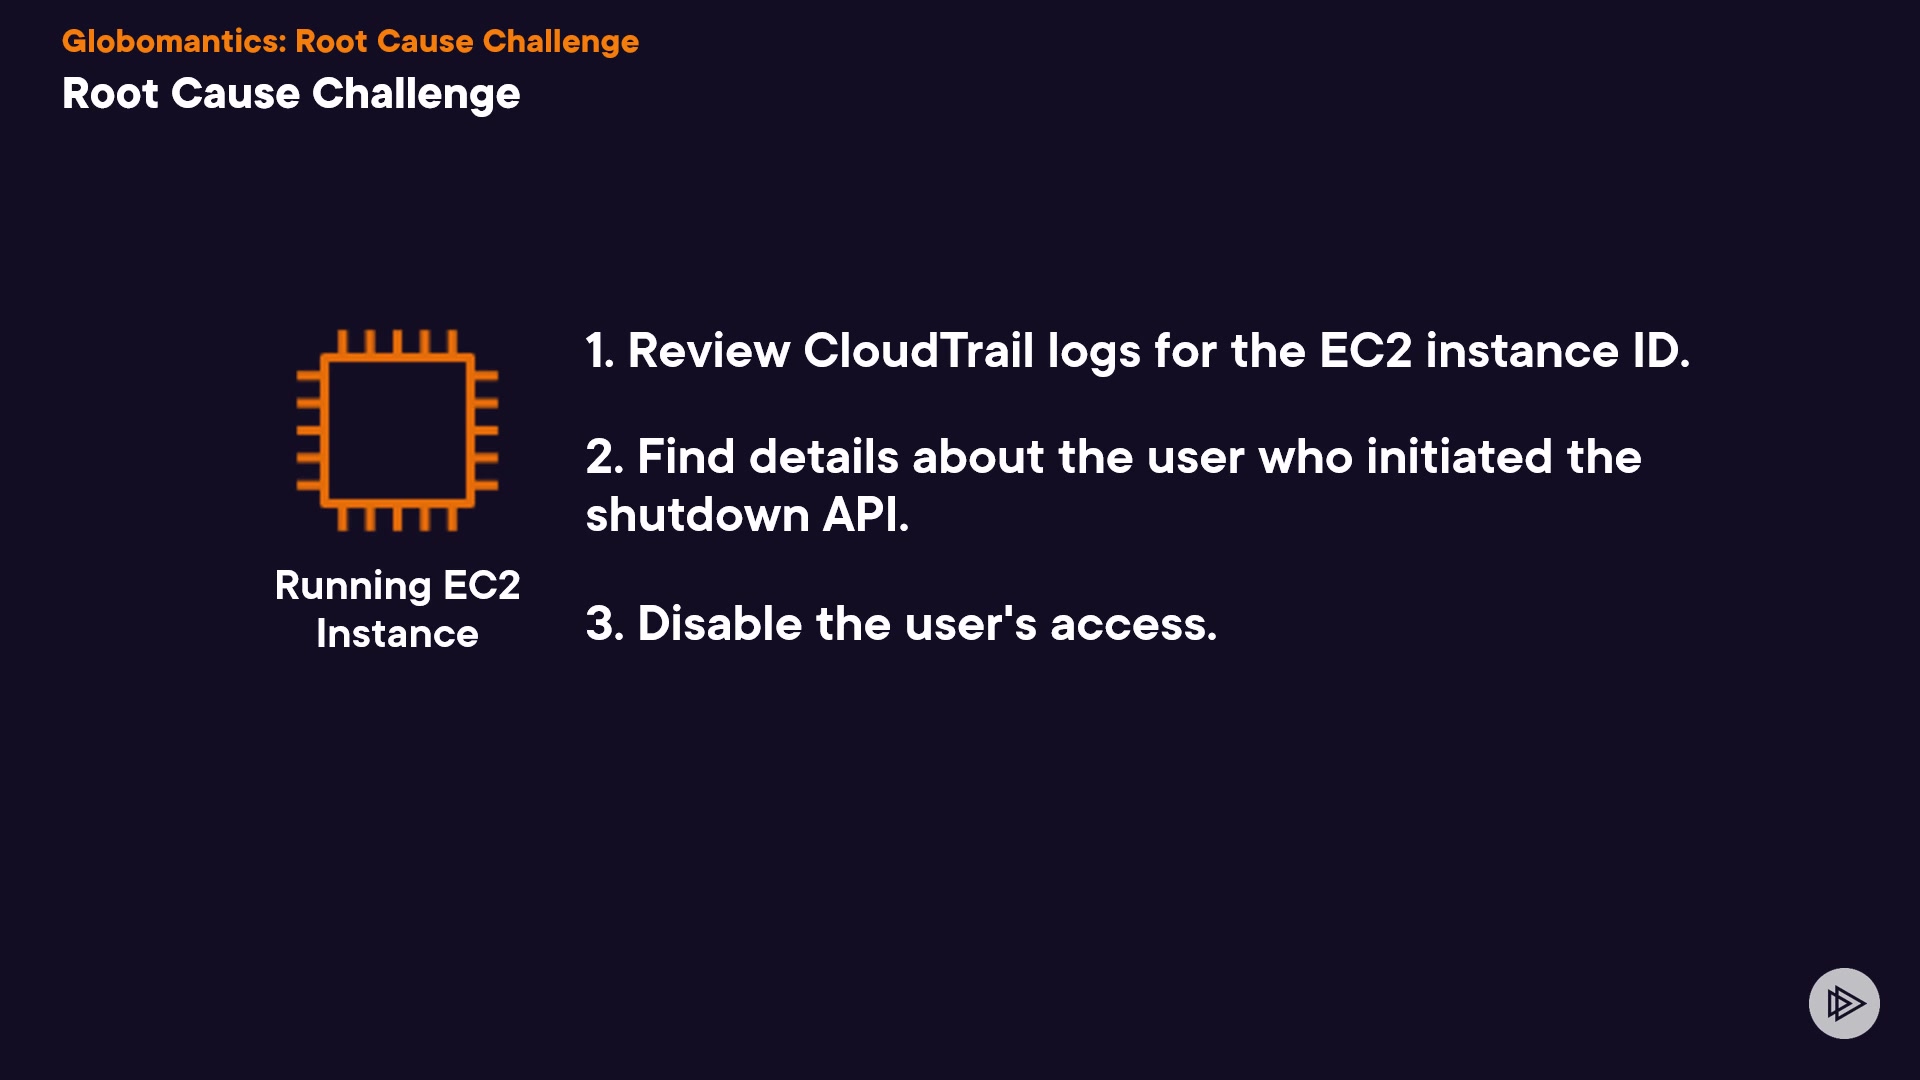 Globomantics: Root Cause Challenge
Root Cause Challenge
1. Review CloudTrail logs for the EC2 instance ID.
2. Find details about the user who initiated the
shutdown API.
3. Disable the user's access.
Running EC2
Instance